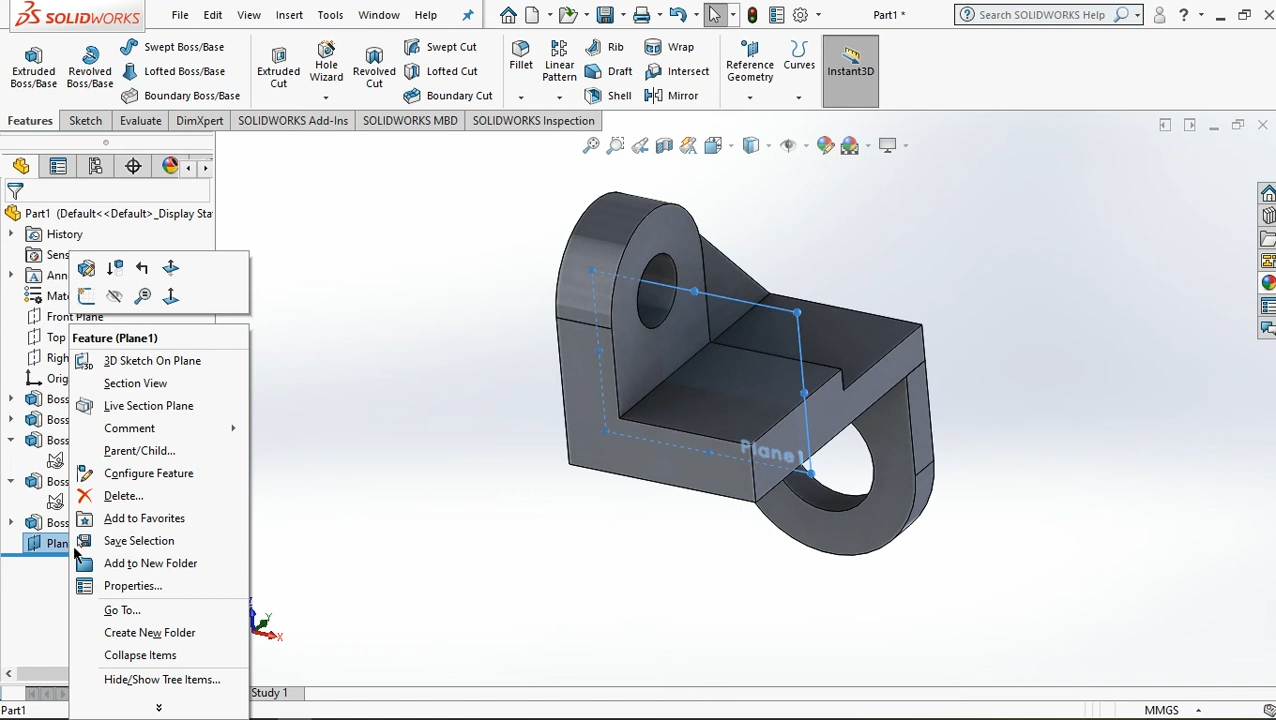 SOLIDWORKS File Edit View Insert Tools Window Help Part1 * Search SOLIDWORKS Help ?
Extruded Boss/Base
Revolved Boss/Base
Swept Boss/Base
Lofted Boss/Base
Boundary Boss/Base
Extruded Cut
Hole Wizard
Revolved Cut
Swept Cut
Lofted Cut
Boundary Cut
Fillet
Linear Pattern
Rib
Draft
Shell
Wrap
Intersect
Mirror
Reference Geometry
Curves
Instant3D
Features Sketch Evaluate DimXpert SOLIDWORKS Add-Ins SOLIDWORKS MBD SOLIDWORKS Inspection
Part1 (Default<<Default>_Display Sta
History
Sens
Ann
Mate
Front Plane
Top
Righ
Orig
Boss
Boss
Boss
Boss
Boss
Plan
Feature (Plane1)
3D Sketch On Plane
Section View
Live Section Plane
Comment
Parent/Child...
Configure Feature
Delete...
Add to Favorites
Save Selection
Add to New Folder
Properties...
Go To...
Create New Folder
Collapse Items
Hide/Show Tree Items...
Plane1
Y
X
Study 1
Part1
MMGS